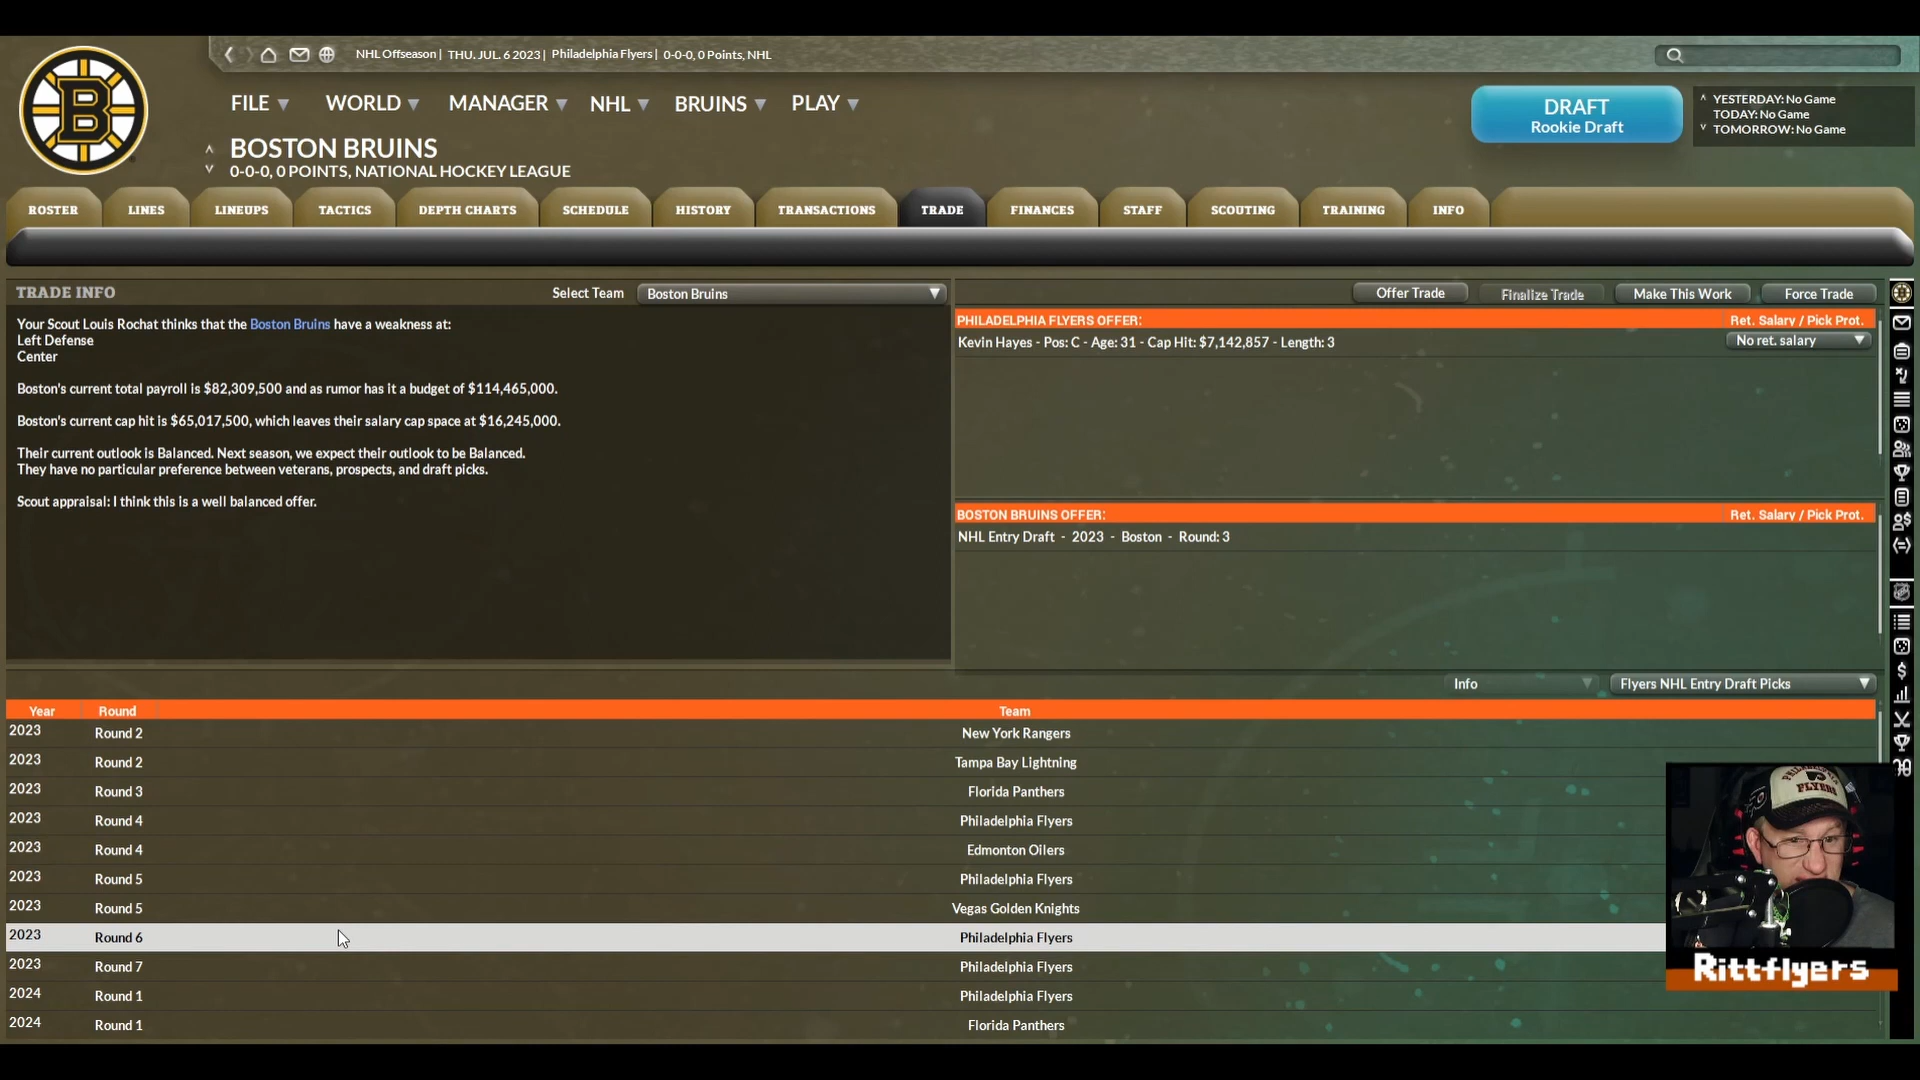 NHL Offseason | THU. JUL. 6 2023 | Philadelphia Flyers | 0-0-0, 0 Points, NHL
FILE WORLD MANAGER NHL BRUINS PLAY
DRAFT
Rookie Draft
YESTERDAY: No Game
TODAY: No Game
TOMORROW: No Game
B
BOSTON BRUINS
0-0-0, 0 POINTS, NATIONAL HOCKEY LEAGUE
ROSTER LINES LINEUPS TACTICS DEPTH CHARTS SCHEDULE HISTORY TRANSACTIONS TRADE FINANCES STAFF SCOUTING TRAINING INFO
TRADE INFO Select Team Boston Bruins
Your Scout Louis Rochat thinks that the Boston Bruins have a weakness at:
Left Defense
Center
Boston's current total payroll is $82,309,500 and as rumor has it a budget of $114,465,000.
Boston's current cap hit is $65,017,500, which leaves their salary cap space at $16,245,000.
Their current outlook is Balanced. Next season, we expect their outlook to be Balanced.
They have no particular preference between veterans, prospects, and draft picks.
Scout appraisal: I think this is a well balanced offer.
Offer Trade Finalize Trade Make This Work Force Trade
PHILADELPHIA FLYERS OFFER: Ret. Salary / Pick Prot.
Kevin Hayes - Pos: C - Age: 31 - Cap Hit: $7,142,857 - Length: 3 No ret. salary
BOSTON BRUINS OFFER: Ret. Salary / Pick Prot.
NHL Entry Draft - 2023 - Boston - Round: 3
Info Flyers NHL Entry Draft Picks
Year Round Team
2023 Round 2 New York Rangers
2023 Round 2 Tampa Bay Lightning
2023 Round 3 Florida Panthers
2023 Round 4 Philadelphia Flyers
2023 Round 4 Edmonton Oilers
2023 Round 5 Philadelphia Flyers
2023 Round 5 Vegas Golden Knights
2023 Round 6 Philadelphia Flyers
2023 Round 7 Philadelphia Flyers
2024 Round 1 Philadelphia Flyers
2024 Round 1 Florida Panthers
PHILADELPHIA
FLYERS
Rittflyers